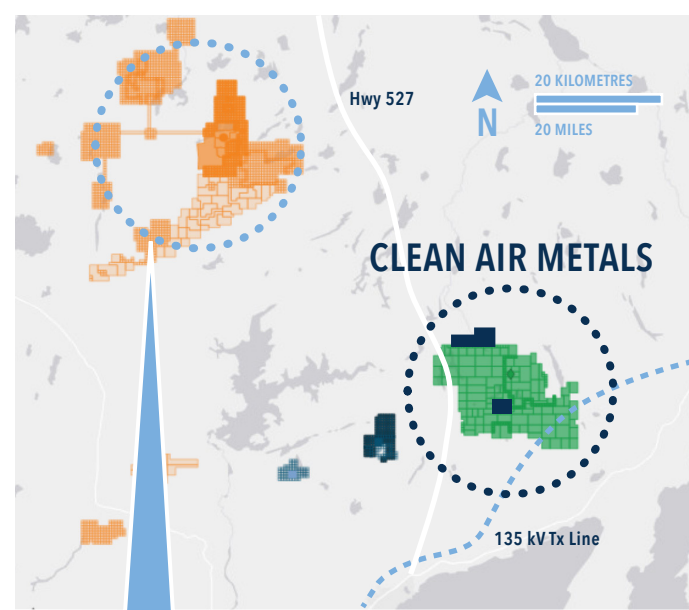 Hwy 527
20 KILOMETRES
N
20 MILES
CLEAN AIR METALS
135 kV Tx Line